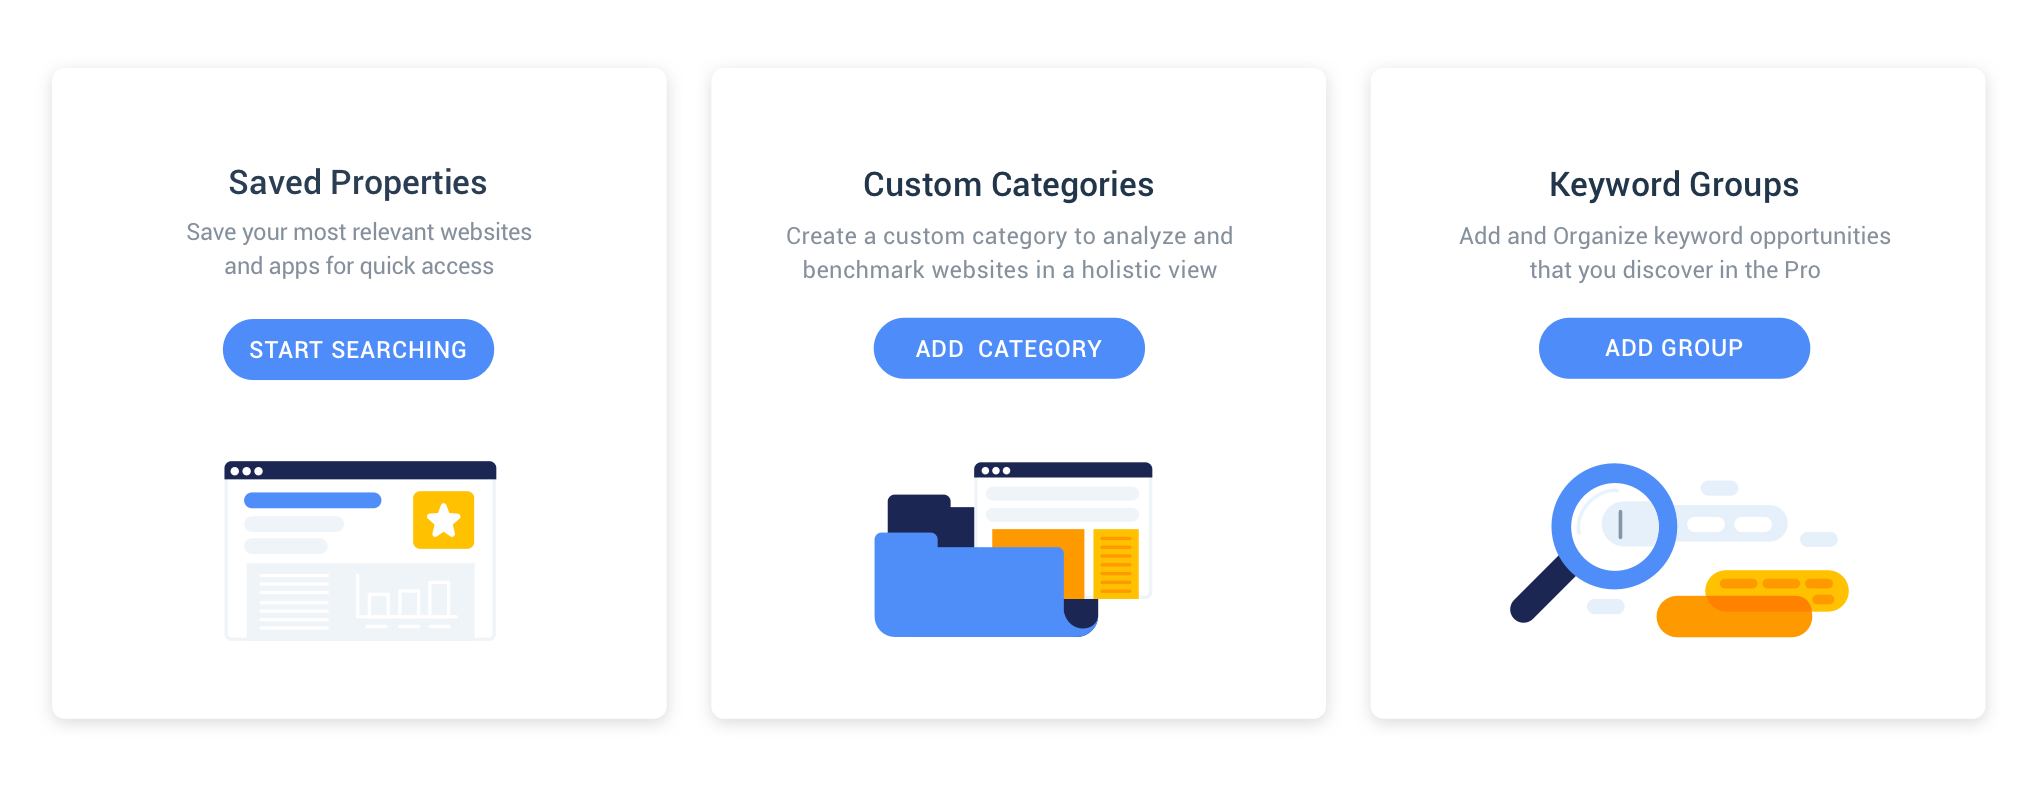 Saved Properties
Save your most relevant websites
and apps for quick access
START SEARCHING
Custom Categories
Create a custom category to analyze and
benchmark websites in a holistic view
ADD CATEGORY
Keyword Groups
Add and Organize keyword opportunities
that you discover in the Pro
ADD GROUP